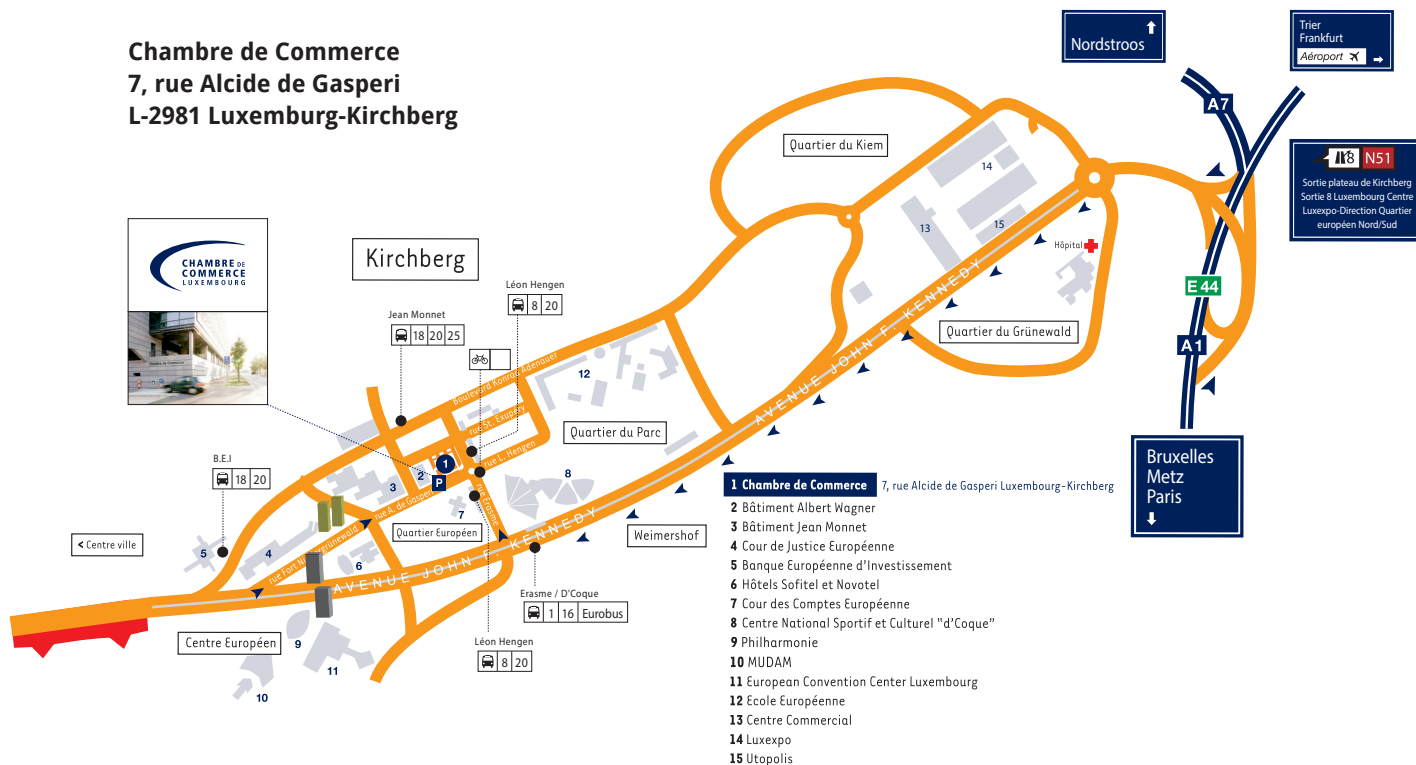 Chambre de Commerce
7, rue Alcide de Gasperi
L-2981 Luxemburg-Kirchberg
Nordstroos
Trier
Frankfurt
Aéroport
A7
8 N51
Sortie plateau de Kirchberg
Sortie 8 Luxembourg Centre
Luxexpo-Direction Quartier
européen Nord/Sud
E 44
A1
Bruxelles
Metz
Paris
CHAMBRE DE
COMMERCE
LUXEMBOURG
Kirchberg
Quartier du Kiem
14
13
15
Hôpital
Quartier du Grünewald
Léon Hengen
8 20
Jean Monnet
18 20 25
Boulevard Konrad Adenauer
12
rue St. Exupéry
rue L. Hengen
Quartier du Parc
B.E.I
18 20
1
2
P
3
rue A. de Gasperi
7
rue Erasme
8
Quartier Européen
Weimershof
< Centre ville
5
4
rue Fort Niedergrünewald
6
AVENUE JOHN F. KENNEDY
AVENUE JOHN F. KENNEDY
Erasme / D'Coque
1 16 Eurobus
Léon Hengen
8 20
Centre Européen
9
11
10
1 Chambre de Commerce 7, rue Alcide de Gasperi Luxembourg-Kirchberg
2 Bâtiment Albert Wagner
3 Bâtiment Jean Monnet
4 Cour de Justice Européenne
5 Banque Européenne d'Investissement
6 Hôtels Sofitel et Novotel
7 Cour des Comptes Européenne
8 Centre National Sportif et Culturel "d'Coque"
9 Philharmonie
10 MUDAM
11 European Convention Center Luxembourg
12 Ecole Européenne
13 Centre Commercial
14 Luxexpo
15 Utopolis